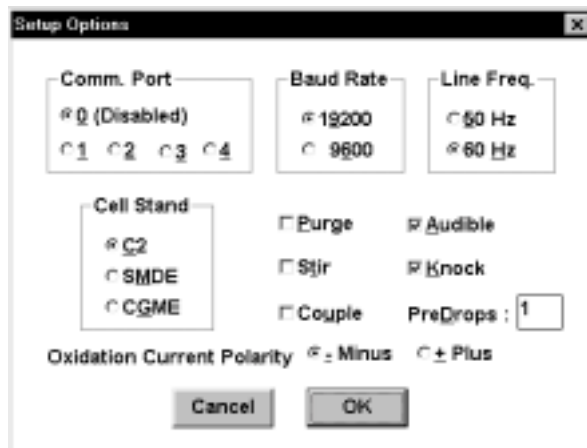 Setup Options
Comm. Port
0 (Disabled)
1 2 3 4
Baud Rate
19200
9600
Line Freq.
50 Hz
60 Hz
Cell Stand
C2
SMDE
CGME
Purge
Stir
Couple
Audible
Knock
PreDrops : 1
Oxidation Current Polarity - Minus + Plus
Cancel OK